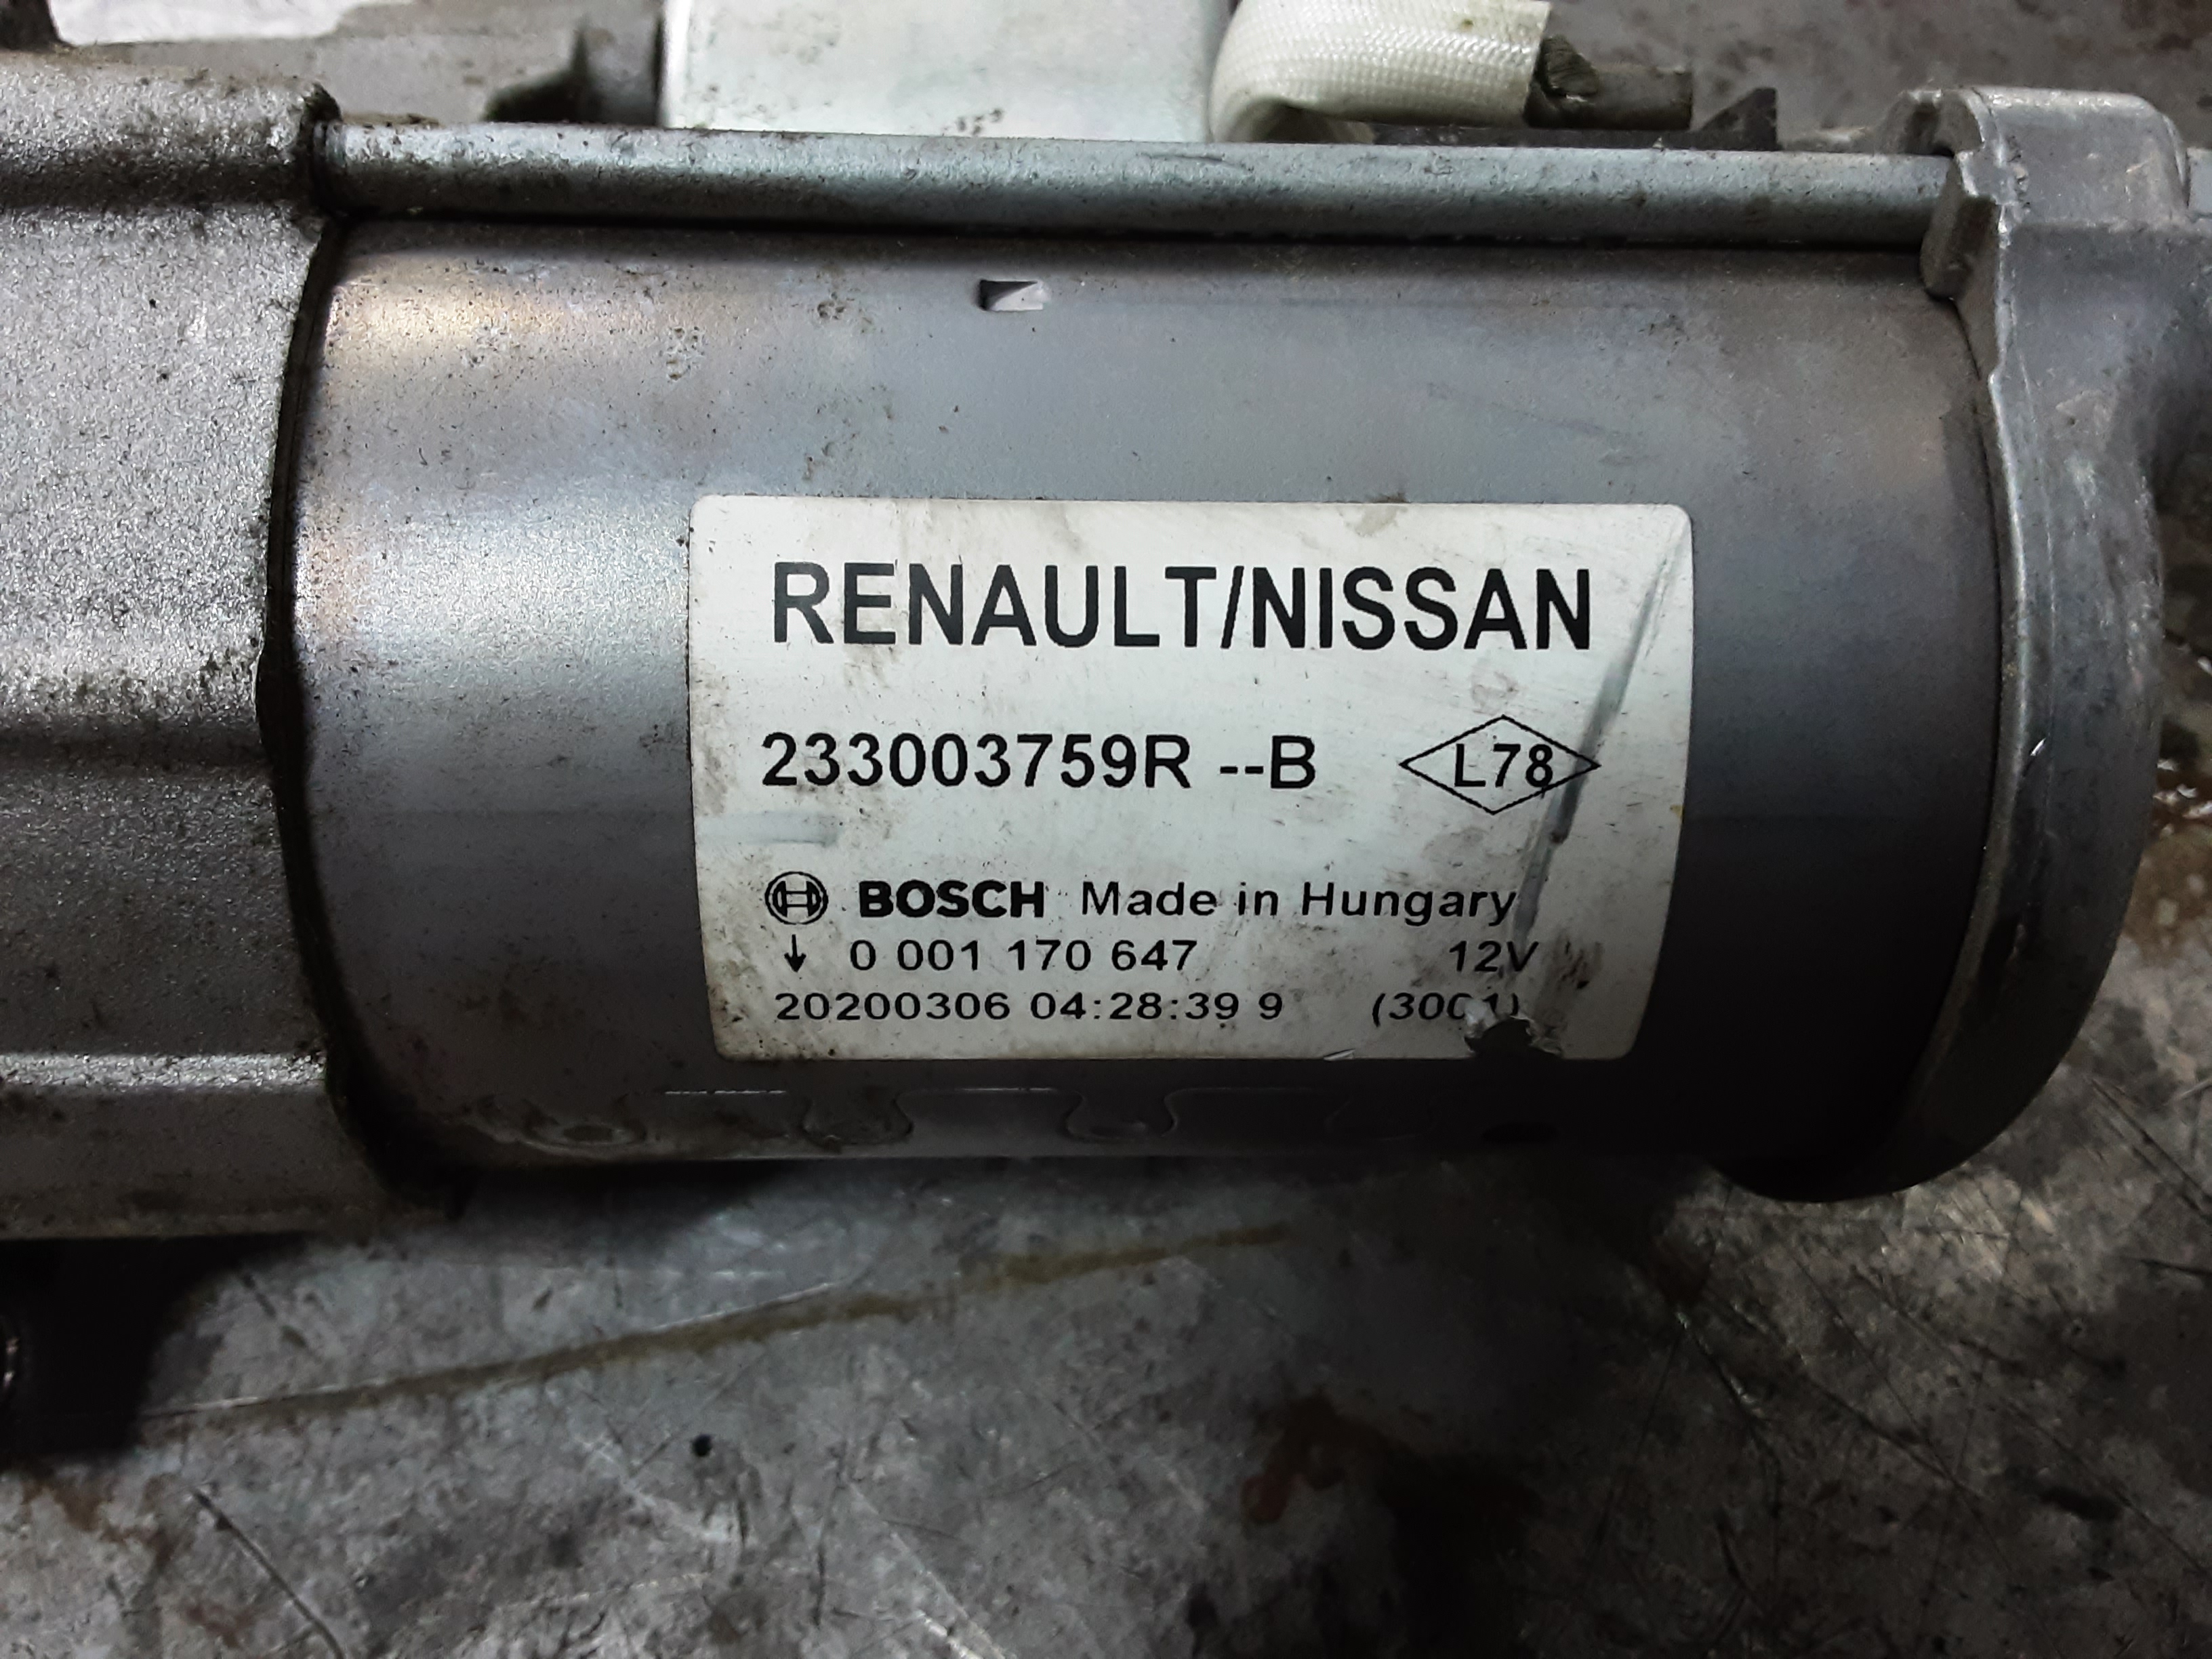 RENAULT/NISSAN
233003759R --B L78
BOSCH Made in Hungary
↓ 0 001 170 647 12V
20200306 04:28:39 9